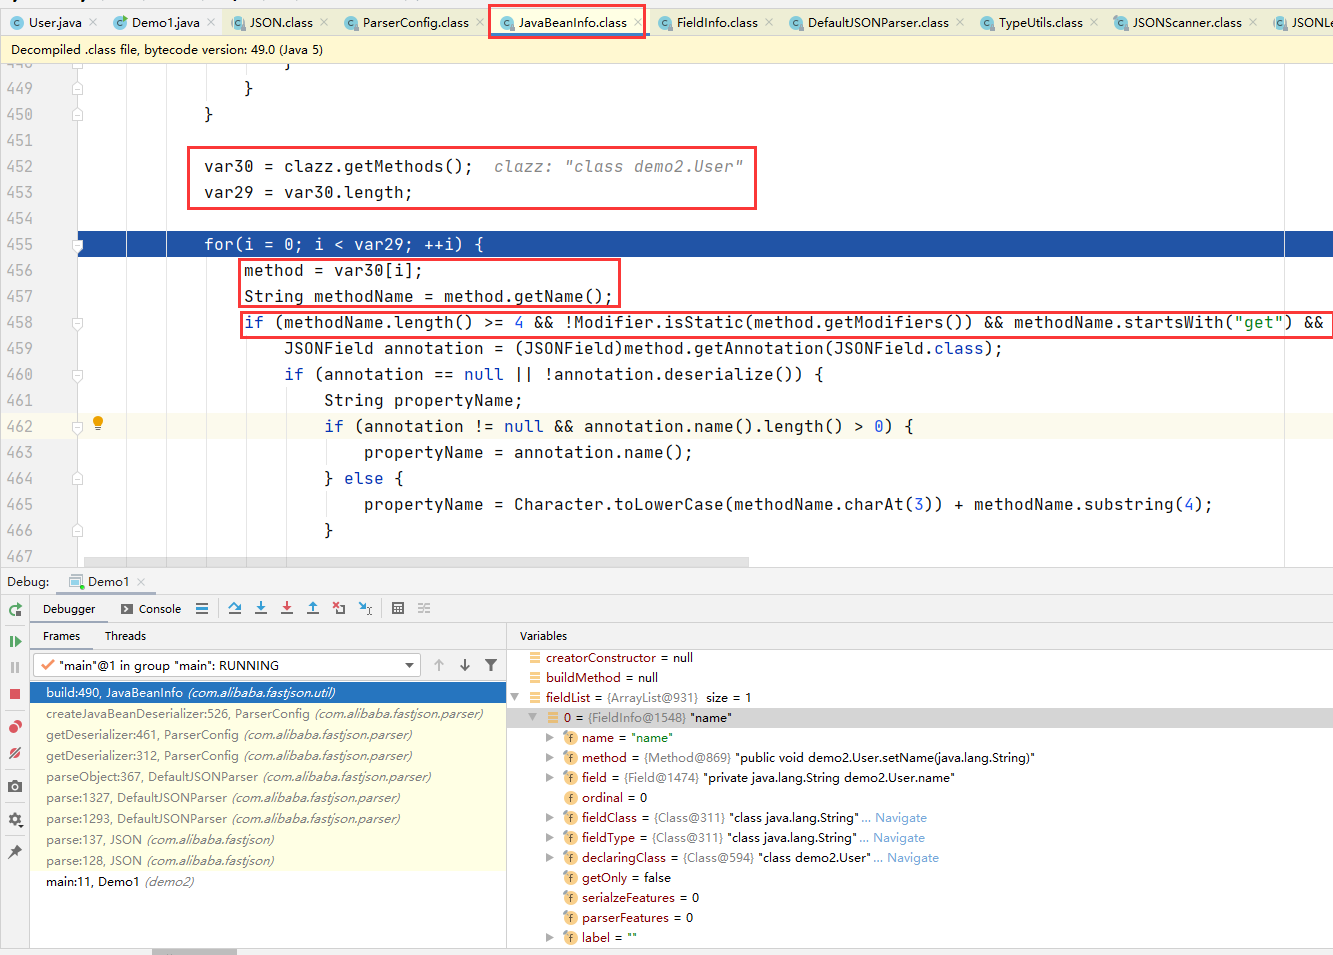 User.java Demo1.java JSON.class ParserConfig.class JavaBeanInfo.class FieldInfo.class DefaultJSONParser.class TypeUtils.class JSONScanner.class JSONLe
Decompiled .class file, bytecode version: 49.0 (Java 5)
448 }
449 }
450 }
451
452 var30 = clazz.getMethods(); clazz: "class demo2.User"
453 var29 = var30.length;
454
455 for(i = 0; i < var29; ++i) {
456 method = var30[i];
457 String methodName = method.getName();
458 if (methodName.length() >= 4 && !Modifier.isStatic(method.getModifiers()) && methodName.startsWith("get") &&
459 JSONField annotation = (JSONField)method.getAnnotation(JSONField.class);
460 if (annotation == null || !annotation.deserialize()) {
461 String propertyName;
462 if (annotation != null && annotation.name().length() > 0) {
463 propertyName = annotation.name();
464 } else {
465 propertyName = Character.toLowerCase(methodName.charAt(3)) + methodName.substring(4);
466 }
467
Debug: Demo1
Debugger Console
Frames Threads
"main"@1 in group "main": RUNNING
build:490, JavaBeanInfo (com.alibaba.fastjson.util)
createJavaBeanDeserializer:526, ParserConfig (com.alibaba.fastjson.parser)
getDeserializer:461, ParserConfig (com.alibaba.fastjson.parser)
getDeserializer:312, ParserConfig (com.alibaba.fastjson.parser)
parseObject:367, DefaultJSONParser (com.alibaba.fastjson.parser)
parse:1327, DefaultJSONParser (com.alibaba.fastjson.parser)
parse:1293, DefaultJSONParser (com.alibaba.fastjson.parser)
parse:137, JSON (com.alibaba.fastjson)
parse:128, JSON (com.alibaba.fastjson)
main:11, Demo1 (demo2)
Variables
creatorConstructor = null
buildMethod = null
fieldList = {ArrayList@931} size = 1
0 = {FieldInfo@1548} "name"
name = "name"
method = {Method@869} "public void demo2.User.setName(java.lang.String)"
field = {Field@1474} "private java.lang.String demo2.User.name"
ordinal = 0
fieldClass = {Class@311} "class java.lang.String"... Navigate
fieldType = {Class@311} "class java.lang.String"... Navigate
declaringClass = {Class@594} "class demo2.User"... Navigate
getOnly = false
serialzeFeatures = 0
parserFeatures = 0
label = ""